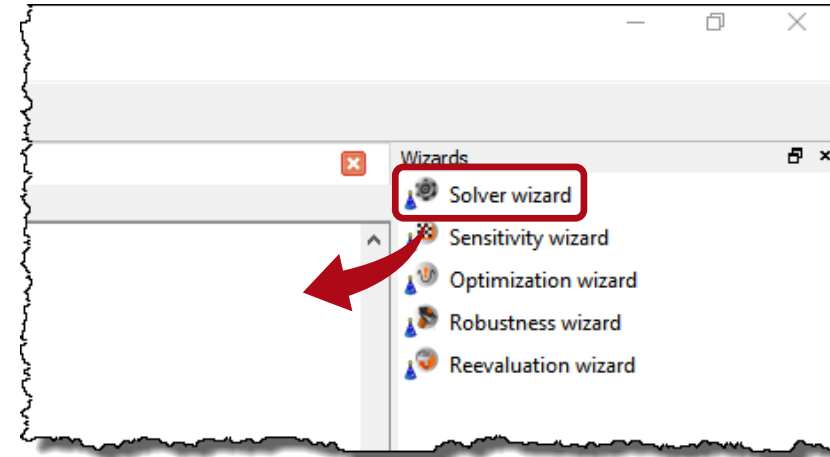 Wizards
Solver wizard
Sensitivity wizard
Optimization wizard
Robustness wizard
Reevaluation wizard